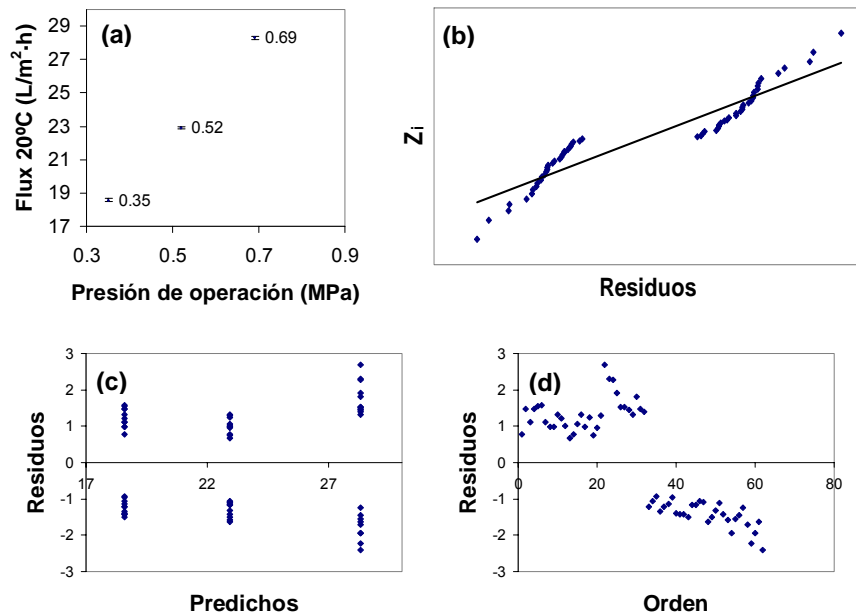 (a)
Flux 20ºC (L/m²·h)
29
27
25
23
21
19
17
0.69
0.52
0.35
0.3 0.5 0.7 0.9
Presión de operación (MPa)
(b)
Zi
Residuos
(c)
Residuos
3
2
1
0
-1
-2
-3
17 22 27
Predichos
(d)
Residuos
3
2
1
0
-1
-2
-3
0 20 40 60 80
Orden